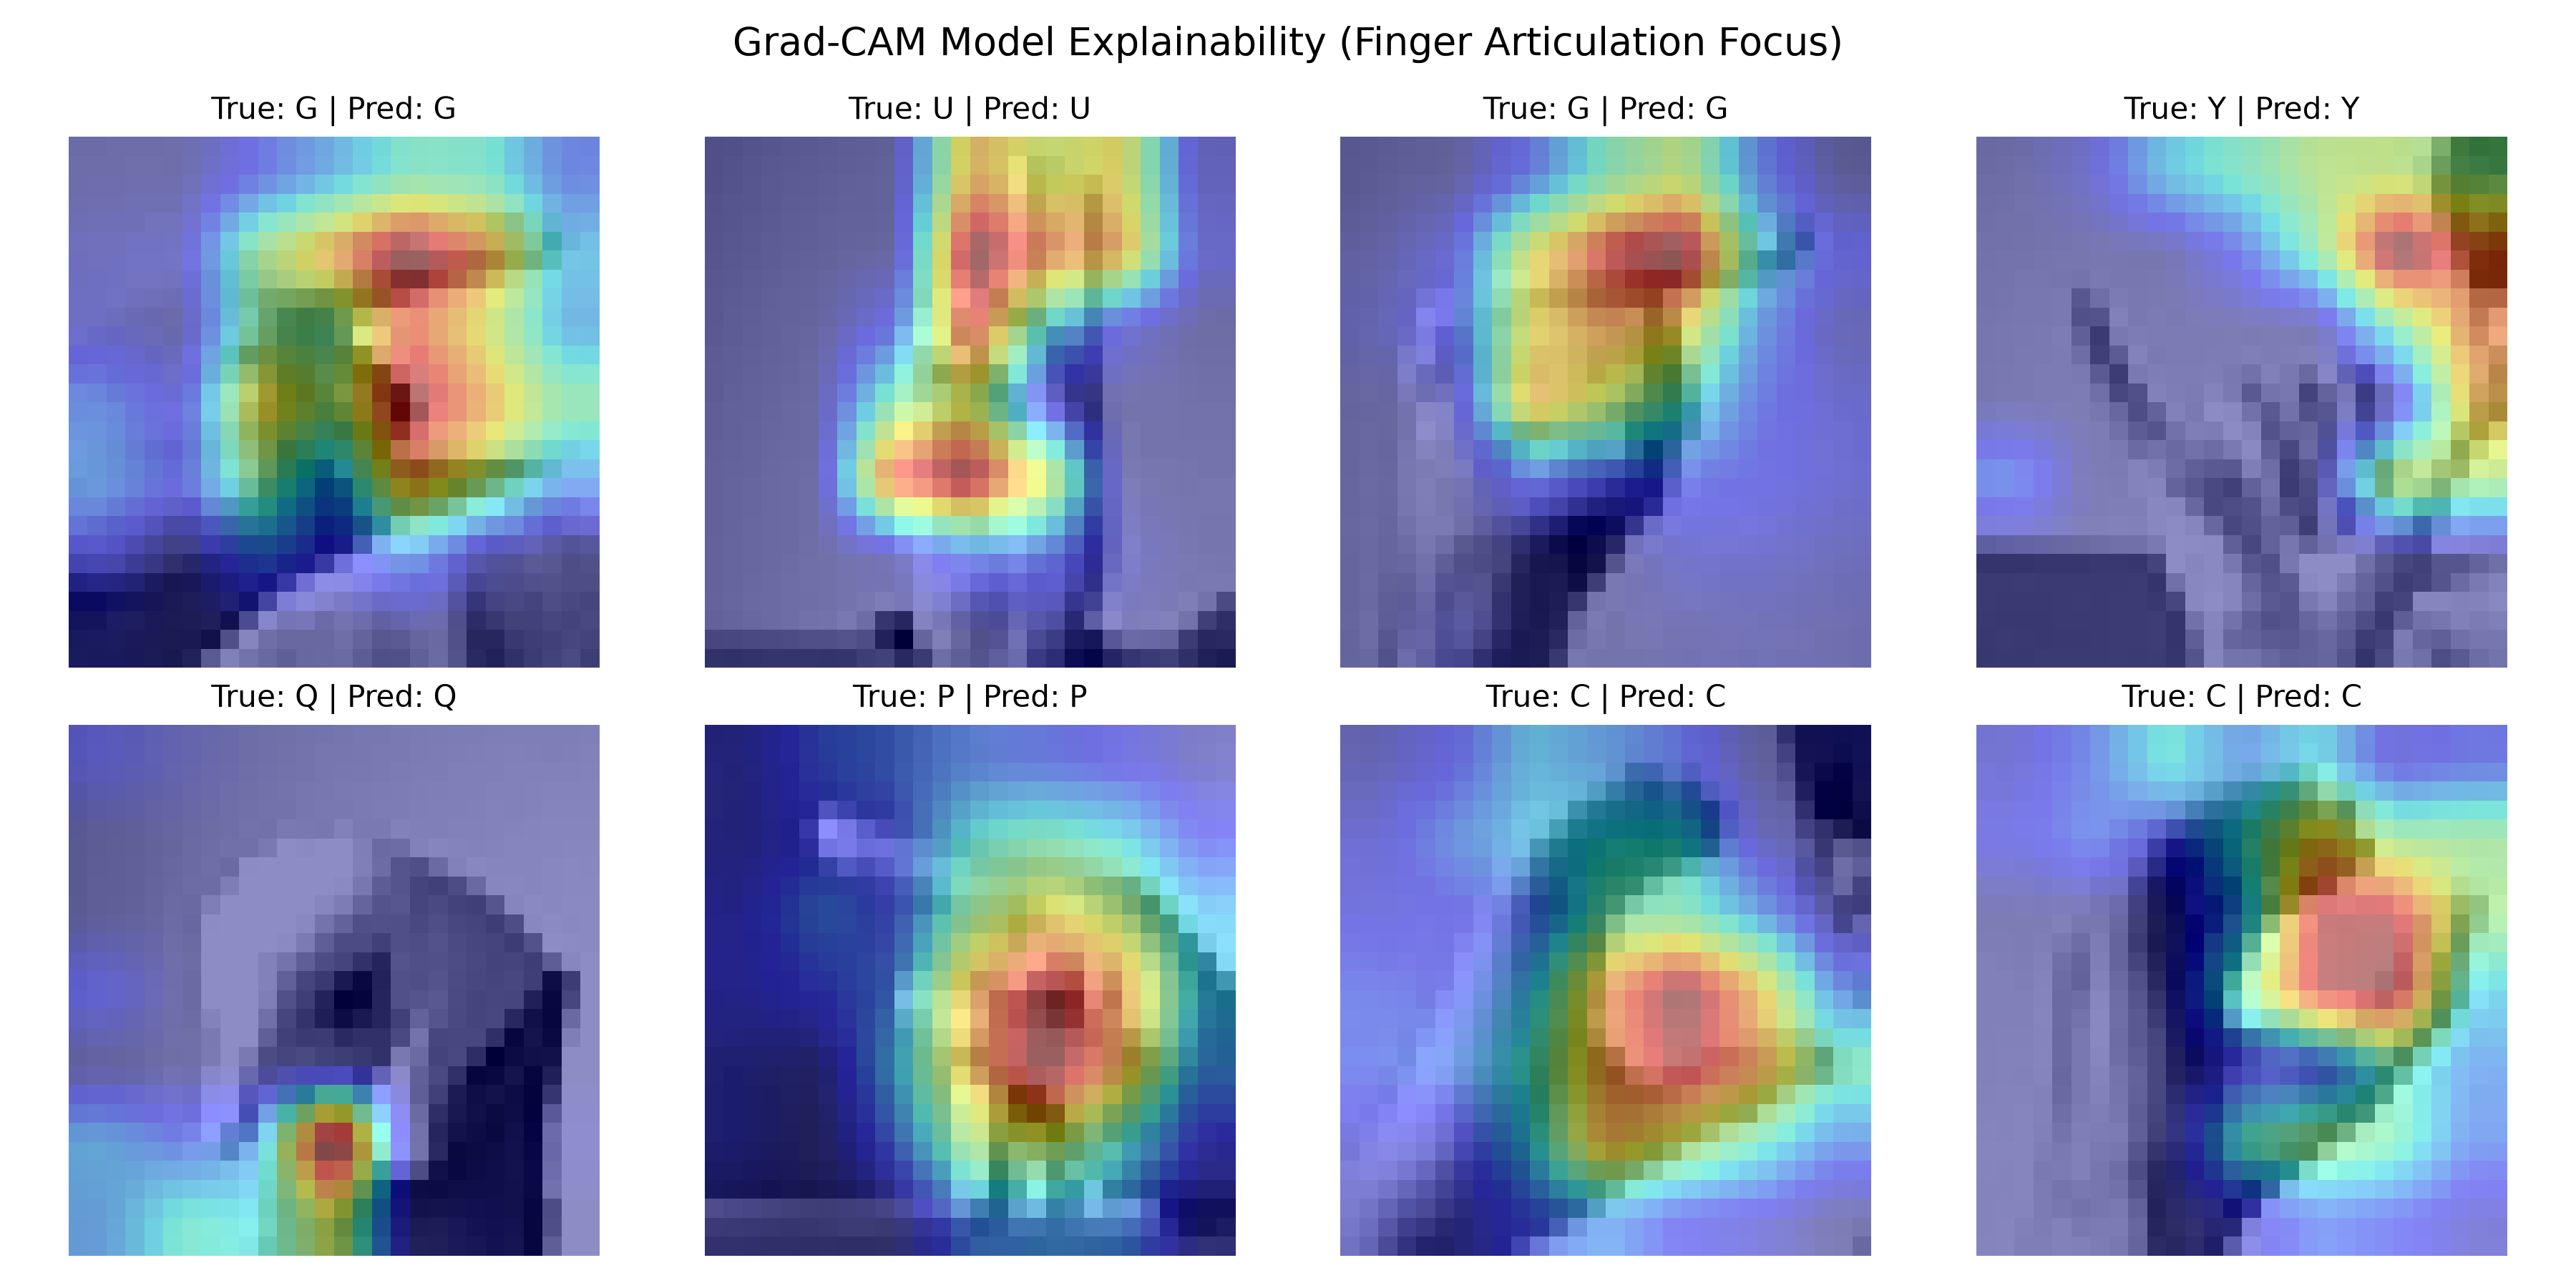 Grad-CAM Model Explainability (Finger Articulation Focus)
True: G | Pred: G
True: U | Pred: U
True: G | Pred: G
True: Y | Pred: Y
True: Q | Pred: Q
True: P | Pred: P
True: C | Pred: C
True: C | Pred: C